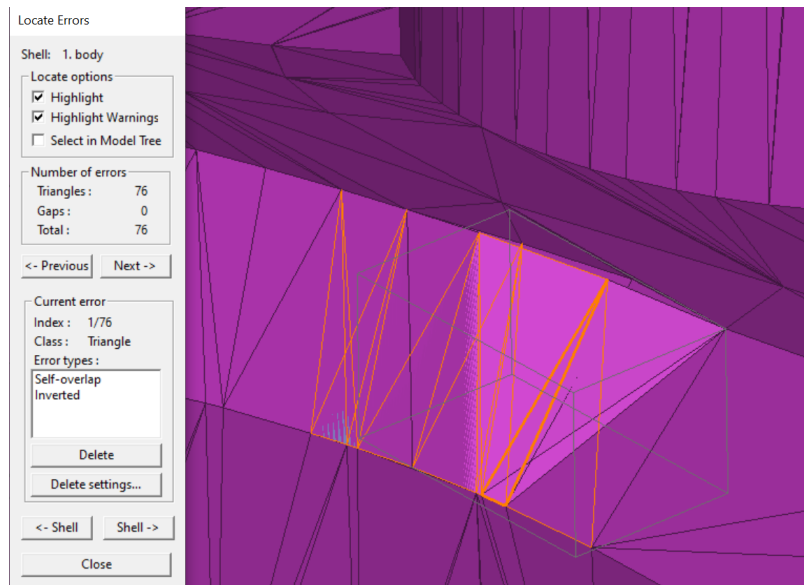 Locate Errors
Shell: 1. body
Locate options
Highlight
Highlight Warnings
Select in Model Tree
Number of errors
Triangles : 76
Gaps : 0
Total : 76
<- Previous Next ->
Current error
Index : 1/76
Class : Triangle
Error types :
Self-overlap
Inverted
Delete
Delete settings...
<- Shell Shell ->
Close